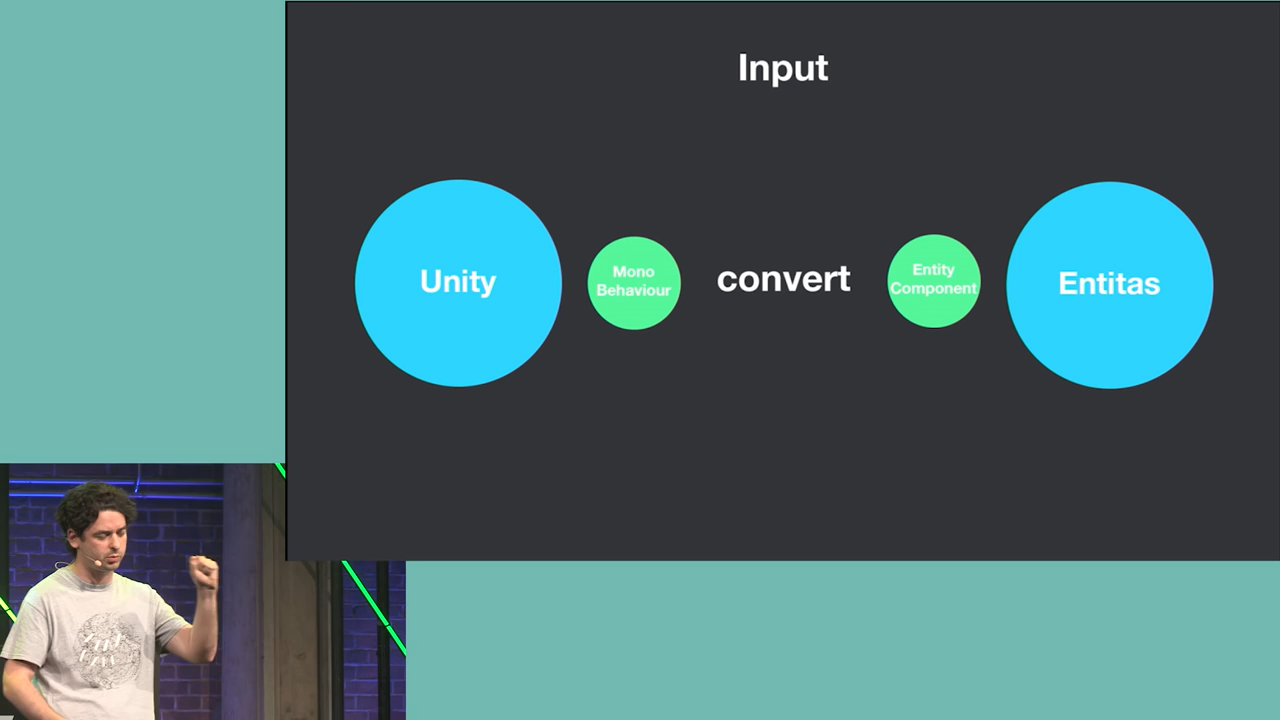 Input
Unity
Mono
Behaviour
convert
Entity
Component
Entitas